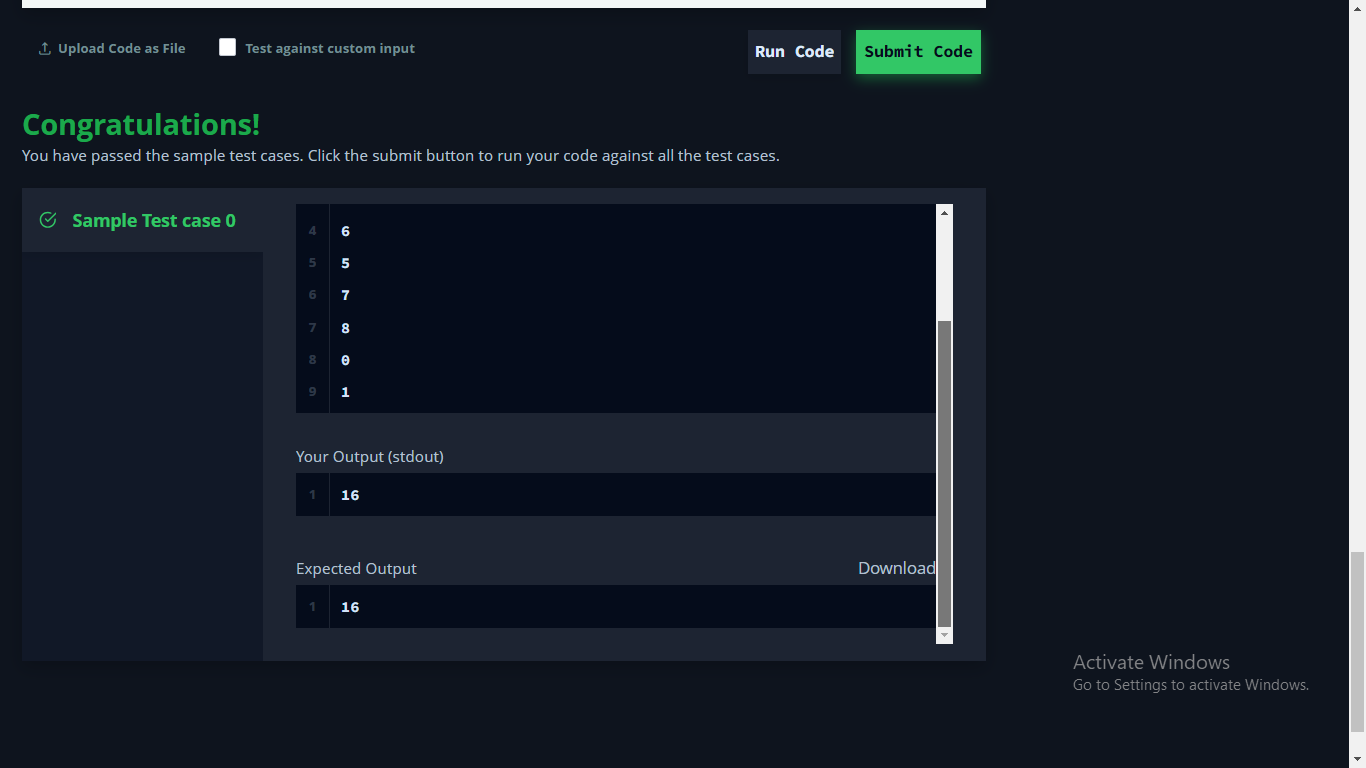 Upload Code as File Test against custom input Run Code Submit Code
Congratulations!
You have passed the sample test cases. Click the submit button to run your code against all the test cases.
Sample Test case 0
4 6
5 5
6 7
7 8
8 0
9 1
Your Output (stdout)
1 16
Expected Output Download
1 16
Activate Windows
Go to Settings to activate Windows.